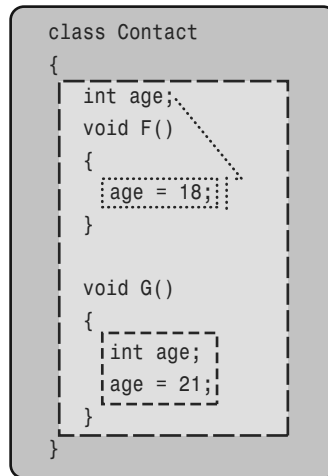 class Contact
{
int age;
void F()
{
age = 18;
}
void G()
{
int age;
age = 21;
}
}